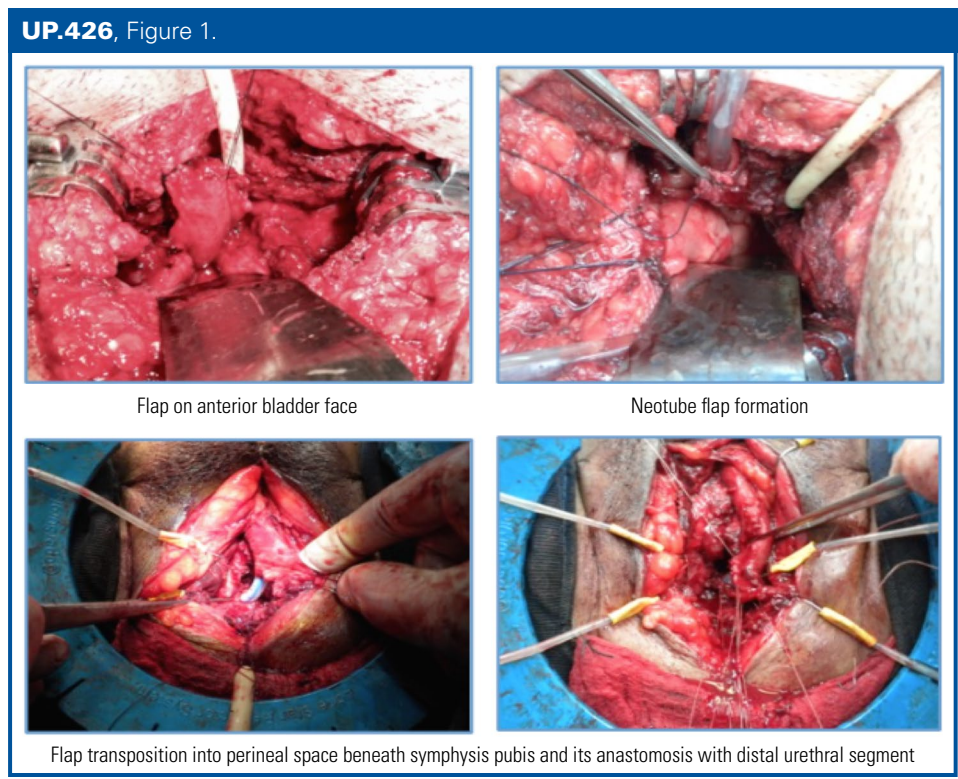 UP.426, Figure 1.
Flap on anterior bladder face
Neotube flap formation
Flap transposition into perineal space beneath symphysis pubis and its anastomosis with distal urethral segment